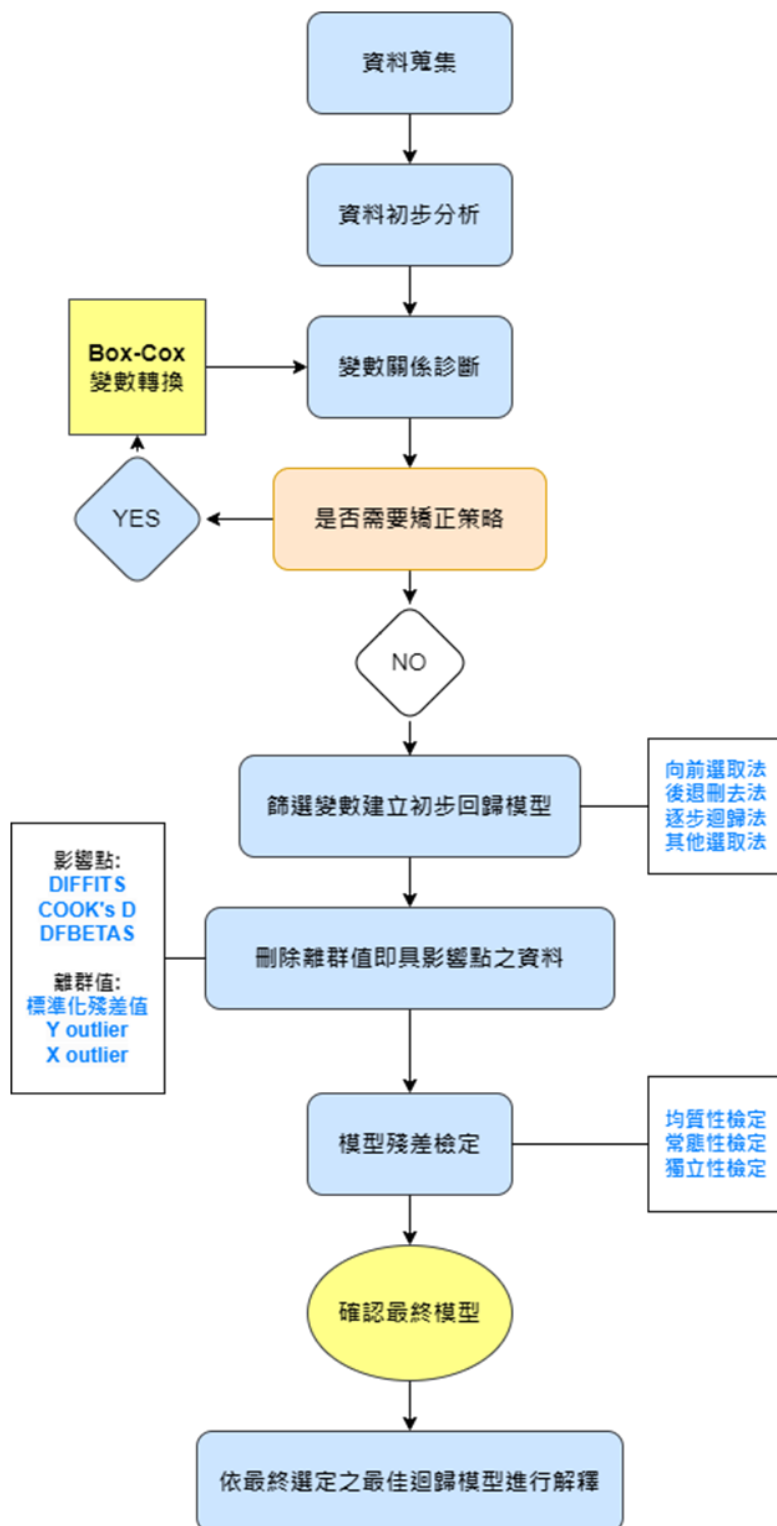 資料蒐集
資料初步分析
Box-Cox
變數轉換
變數關係診斷
YES
是否需要矯正策略
NO
篩選變數建立初步回歸模型
向前選取法
後退刪去法
逐步迴歸法
其他選取法
影響點:
DIFFITS
COOK's D
DFBETAS
離群值:
標準化殘差值
Y outlier
X outlier
刪除離群值即具影響點之資料
模型殘差檢定
均質性檢定
常態性檢定
獨立性檢定
確認最終模型
依最終選定之最佳迴歸模型進行解釋